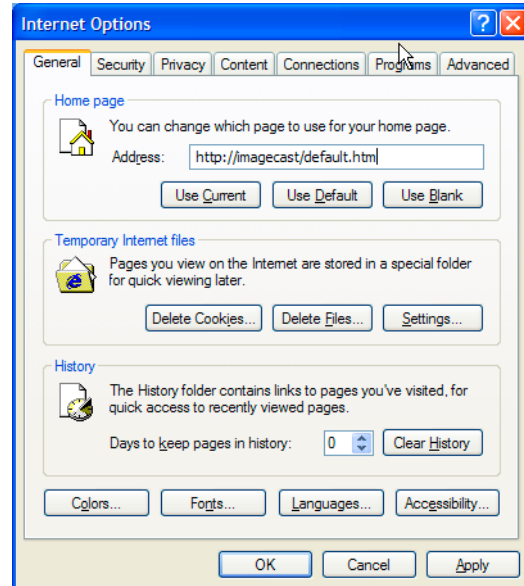 Internet Options
General Security Privacy Content Connections Programs Advanced
Home page
You can change which page to use for your home page.
Address: http://imagecast/default.htm
Use Current Use Default Use Blank
Temporary Internet files
Pages you view on the Internet are stored in a special folder
for quick viewing later.
Delete Cookies... Delete Files... Settings...
History
The History folder contains links to pages you've visited, for
quick access to recently viewed pages.
Days to keep pages in history: 0 Clear History
Colors... Fonts... Languages... Accessibility...
OK Cancel Apply